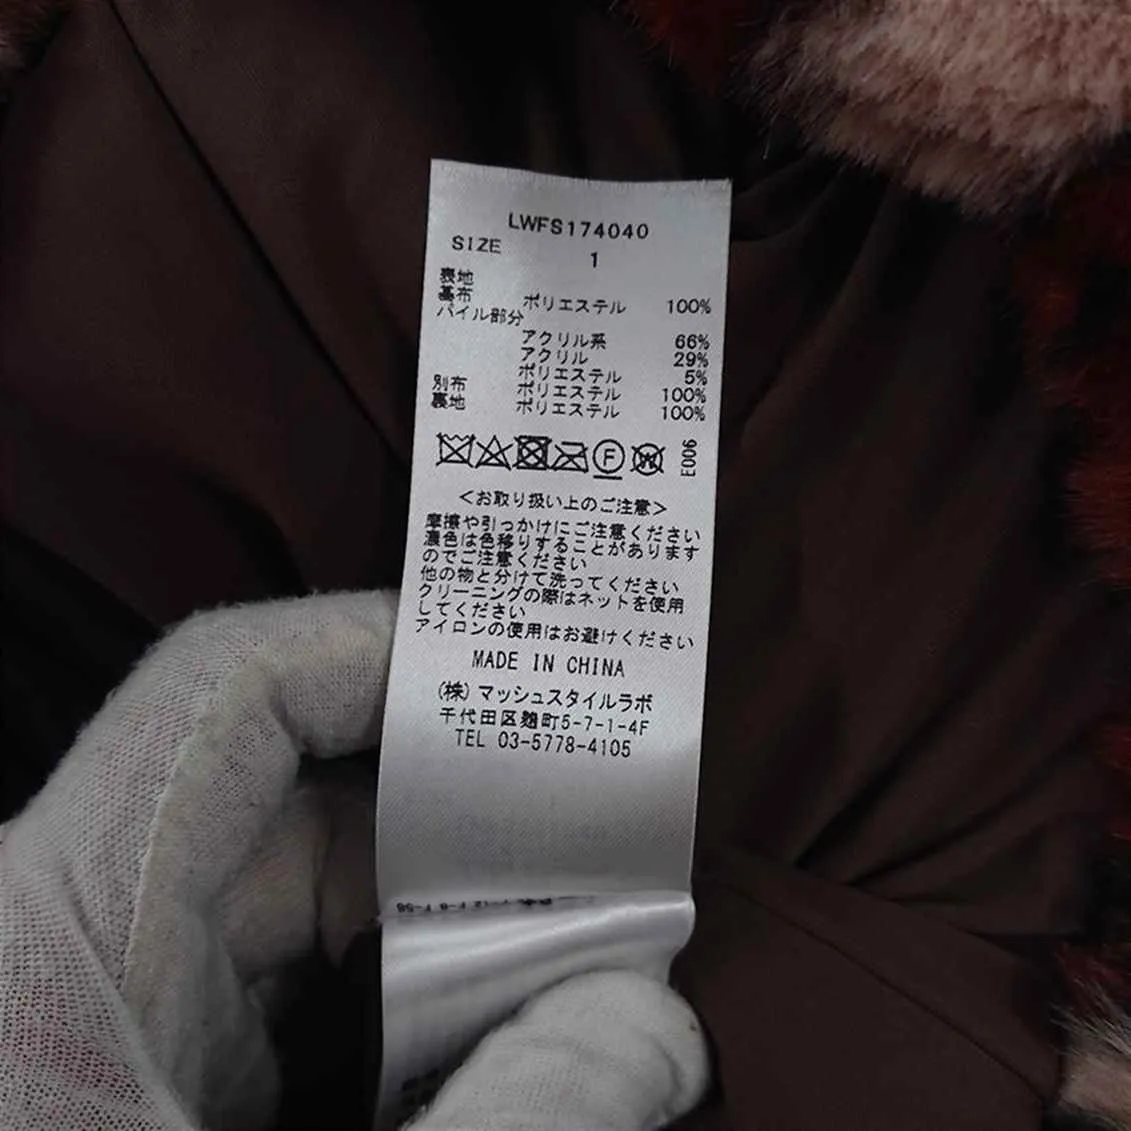 LWFS174040
SIZE 1
表地
基布 ポリエステル 100%
パイル部分
アクリル系 66%
アクリル 29%
ポリエステル 5%
別布 ポリエステル 100%
裏地 ポリエステル 100%
F W E006
<お取り扱い上のご注意>
摩擦や引っかけにご注意ください
濃色は色移りすることがあります
のでご注意ください
他の物と分けて洗ってください
クリーニングの際はネットを使用
してください
アイロンの使用はお避けください
MADE IN CHINA
(株)マッシュスタイルラボ
千代田区麹町5-7-1-4F
TEL 03-5778-4105